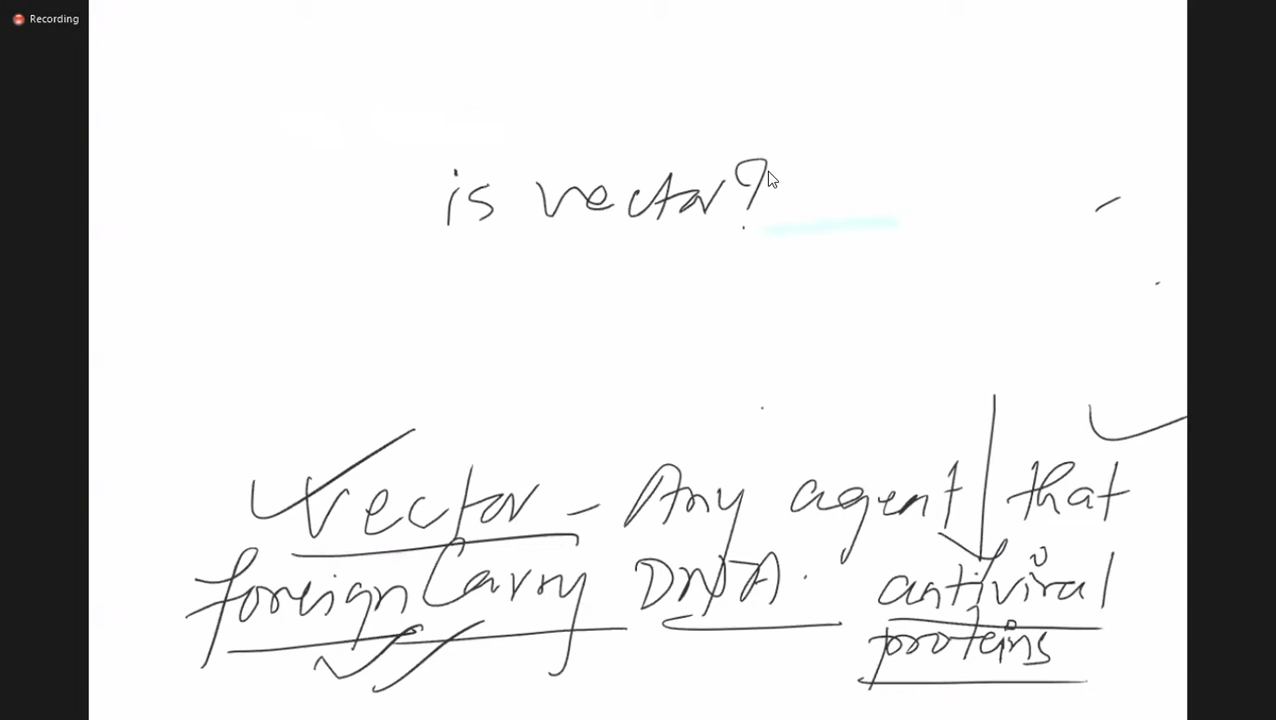 Recording
is vector?
vector - Any agent that
foreign Carry DNA. antiviral
proteins